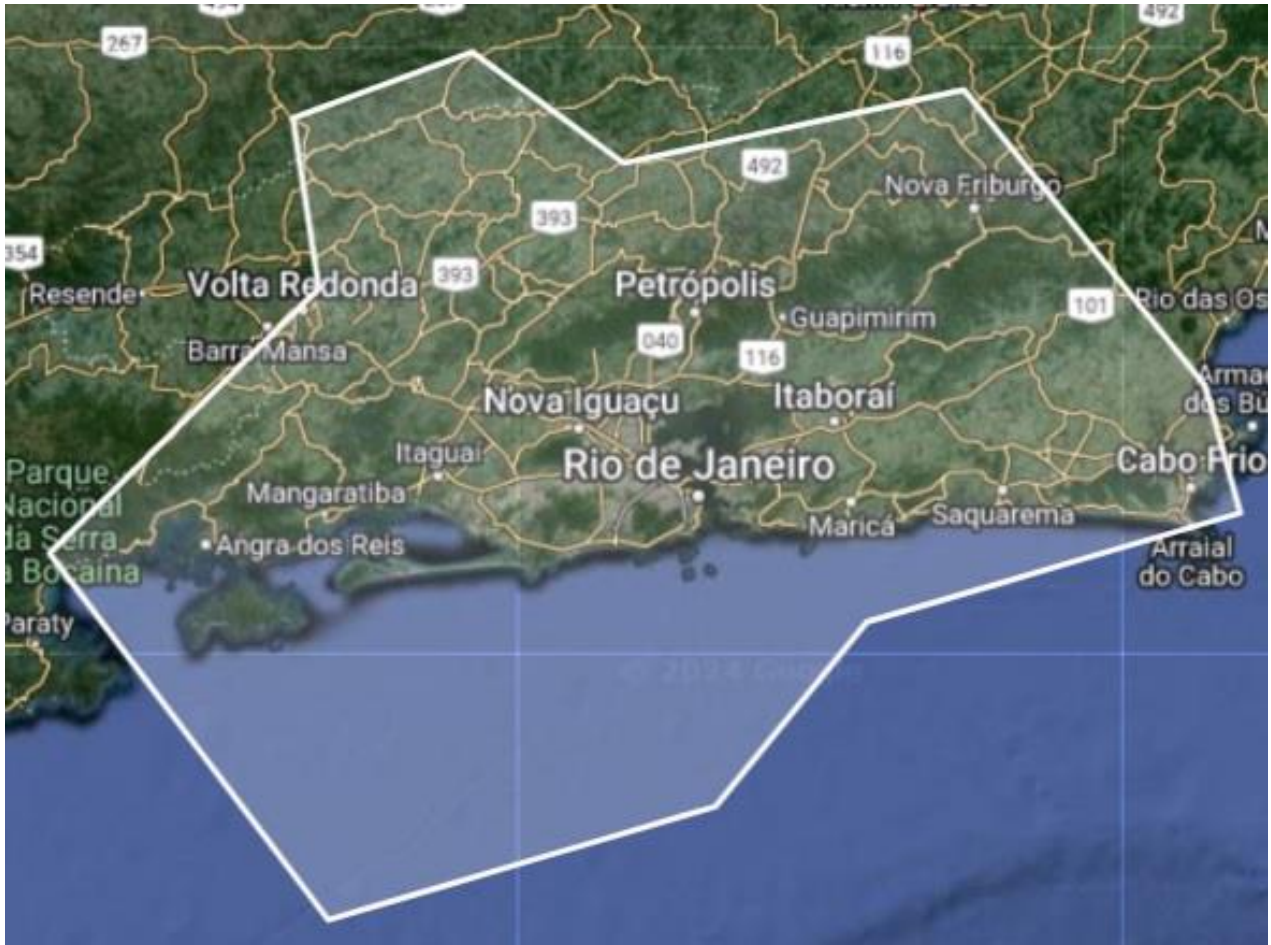 267
116
492
492
Nova Friburgo
393
354
393
Volta Redonda
Petrópolis
Resende
101
Rio das Os
Guapimirim
040
Barra Mansa
116
Armac
dos Bú
Nova Iguaçu
Itaboraí
Itaguaí
Rio de Janeiro
Cabo Frio
Parque
Nacional
da Serra
a Bocaina
Mangaratiba
Maricá
Saquarema
Angra dos Reis
Arraial
do Cabo
Paraty